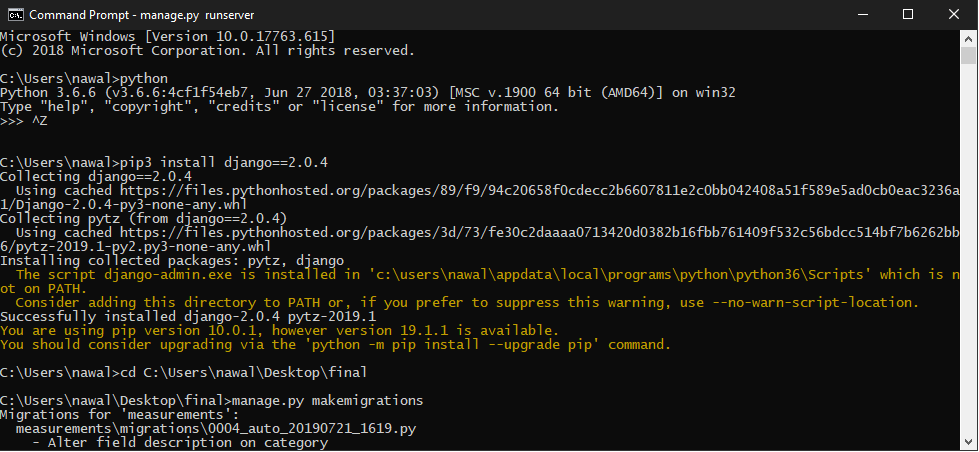 Command Prompt - manage.py  runserver
Microsoft Windows [Version 10.0.17763.615]
(c) 2018 Microsoft Corporation. All rights reserved.
C:\Users\nawal>python
Python 3.6.6 (v3.6.6:4cf1f54eb7, Jun 27 2018, 03:37:03) [MSC v.1900 64 bit (AMD64)] on win32
Type "help", "copyright", "credits" or "license" for more information.
>>> ^Z
C:\Users\nawal>pip3 install django==2.0.4
Collecting django==2.0.4
  Using cached https://files.pythonhosted.org/packages/89/f9/94c20658f0cdecc2b6607811e2c0bb042408a51f589e5ad0cb0eac3236a
1/Django-2.0.4-py3-none-any.whl
Collecting pytz (from django==2.0.4)
  Using cached https://files.pythonhosted.org/packages/3d/73/fe30c2daaaa0713420d0382b16fbb761409f532c56bdcc514bf7b6262bb
6/pytz-2019.1-py2.py3-none-any.whl
Installing collected packages: pytz, django
  The script django-admin.exe is installed in 'c:\users\nawal\appdata\local\programs\python\python36\Scripts' which is n
ot on PATH.
  Consider adding this directory to PATH or, if you prefer to suppress this warning, use --no-warn-script-location.
Successfully installed django-2.0.4 pytz-2019.1
You are using pip version 10.0.1, however version 19.1.1 is available.
You should consider upgrading via the 'python -m pip install --upgrade pip' command.
C:\Users\nawal>cd C:\Users\nawal\Desktop\final
C:\Users\nawal\Desktop\final>manage.py makemigrations
Migrations for 'measurements':
  measurements\migrations\0004_auto_20190721_1619.py
    - Alter field description on category